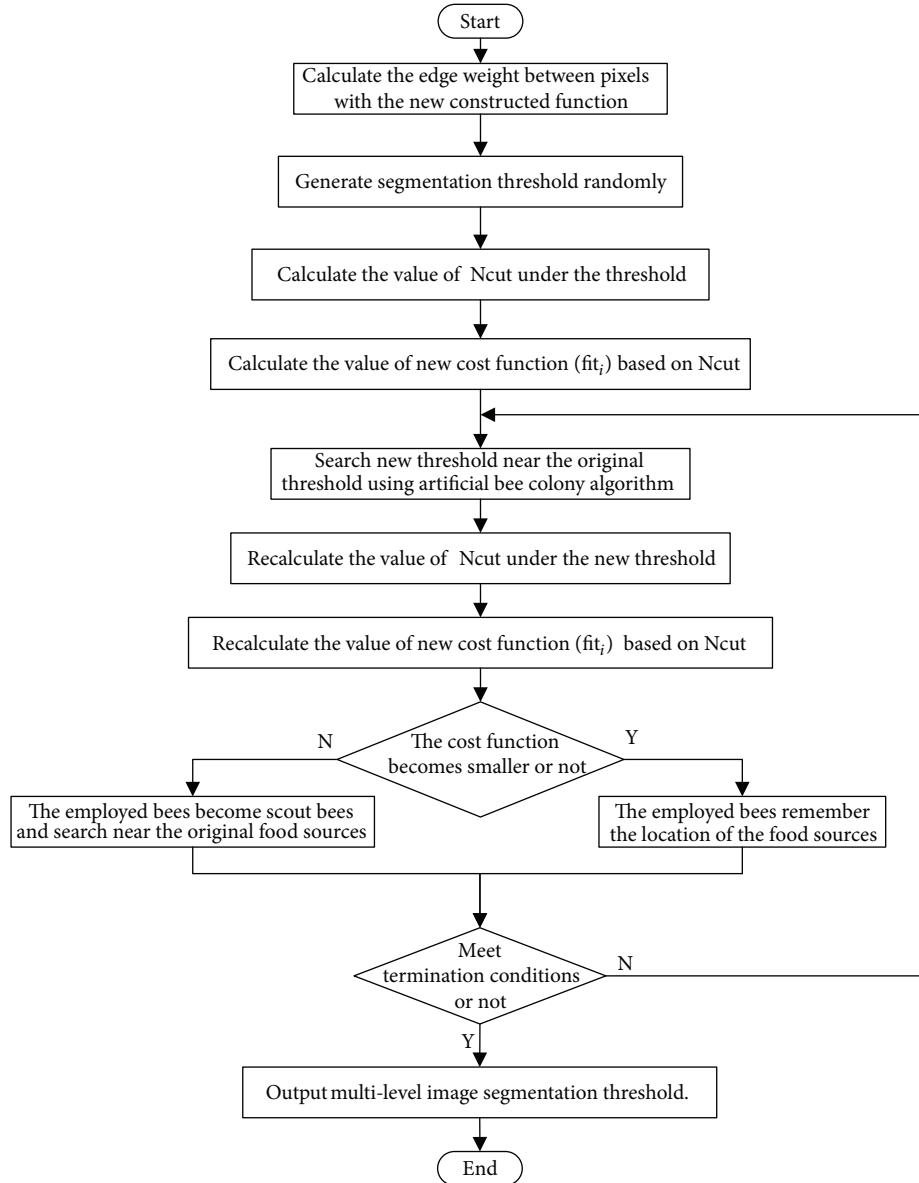 Start
Calculate the edge weight between pixels
with the new constructed function
Generate segmentation threshold randomly
Calculate the value of Ncut under the threshold
Calculate the value of new cost function (fitᵢ) based on Ncut
Search new threshold near the original
threshold using artificial bee colony algorithm
Recalculate the value of Ncut under the new threshold
Recalculate the value of new cost function (fitᵢ) based on Ncut
N
The cost function
becomes smaller or not
Y
The employed bees become scout bees
and search near the original food sources
The employed bees remember
the location of the food sources
Meet
termination conditions
or not
N
Y
Output multi-level image segmentation threshold.
End